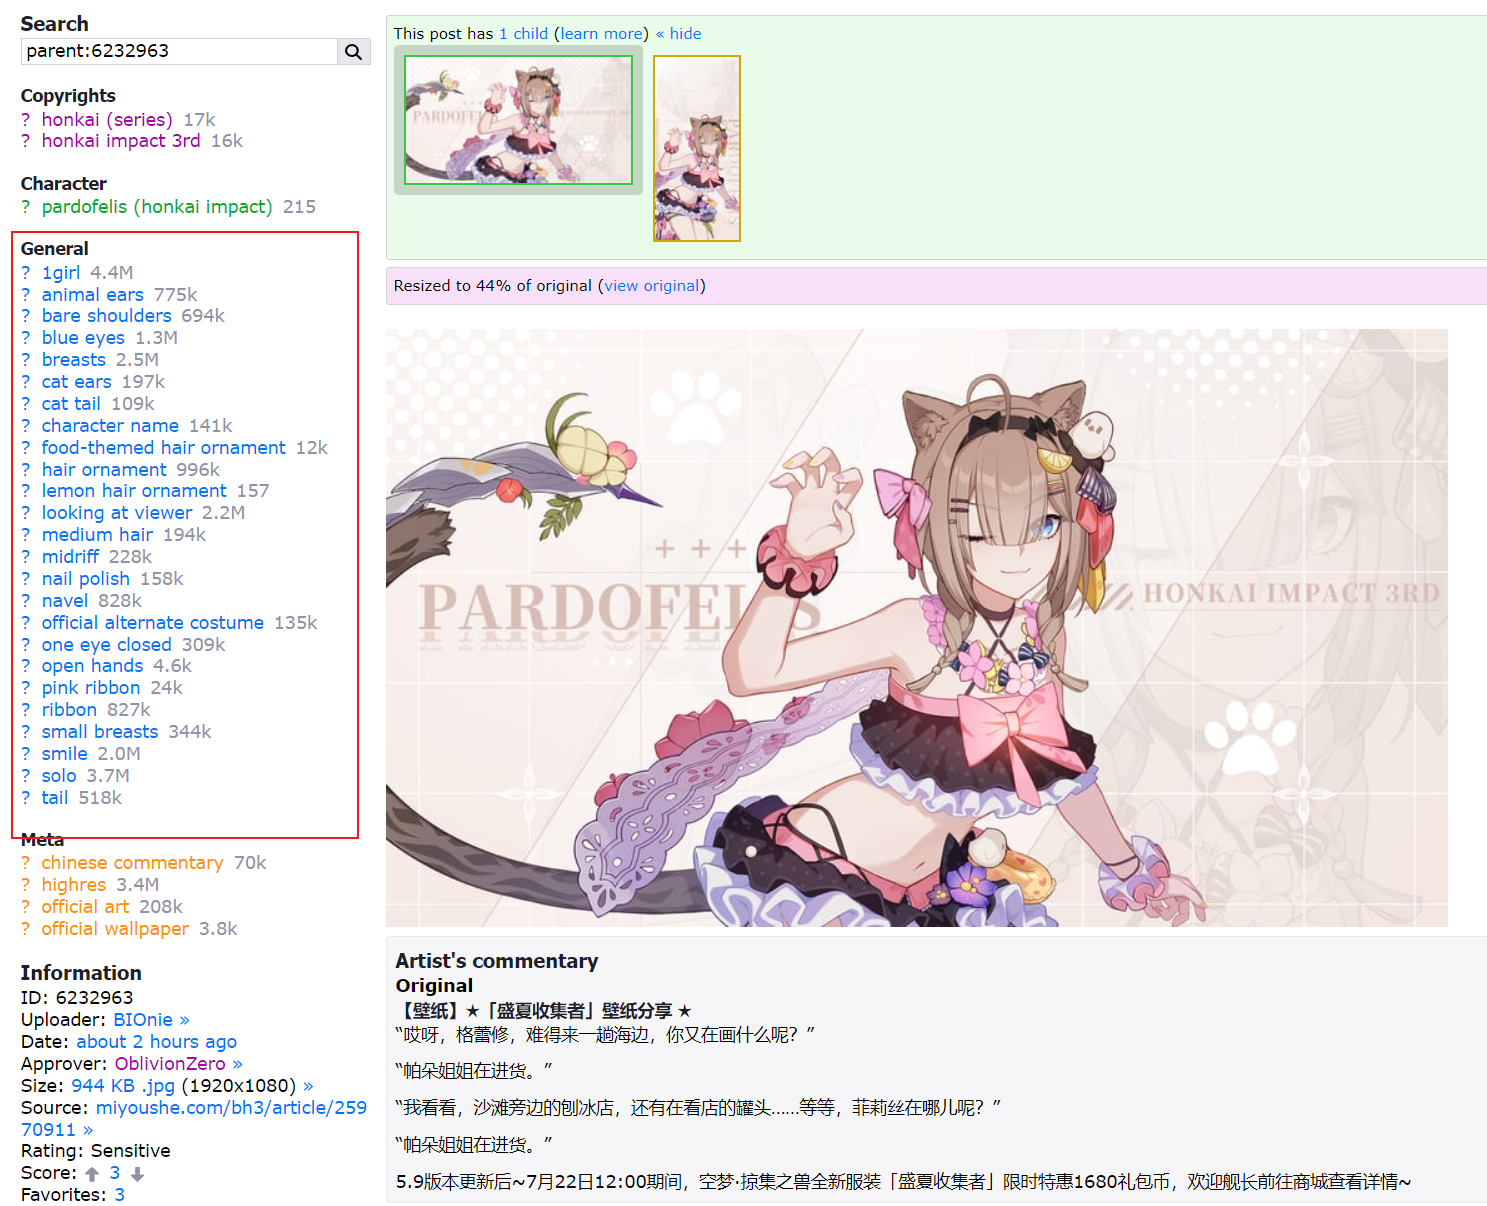 Search
parent:6232963
Copyrights
? honkai (series) 17k
? honkai impact 3rd 16k
Character
? pardofelis (honkai impact) 215
General
? 1girl 4.4M
? animal ears 775k
? bare shoulders 694k
? blue eyes 1.3M
? breasts 2.5M
? cat ears 197k
? cat tail 109k
? character name 141k
? food-themed hair ornament 12k
? hair ornament 996k
? lemon hair ornament 157
? looking at viewer 2.2M
? medium hair 194k
? midriff 228k
? nail polish 158k
? navel 828k
? official alternate costume 135k
? one eye closed 309k
? open hands 4.6k
? pink ribbon 24k
? ribbon 827k
? small breasts 344k
? smile 2.0M
? solo 3.7M
? tail 518k
Meta
? chinese commentary 70k
? highres 3.4M
? official art 208k
? official wallpaper 3.8k
Information
ID: 6232963
Uploader: BIOnie »
Date: about 2 hours ago
Approver: OblivionZero »
Size: 944 KB .jpg (1920x1080) »
Source: miyoushe.com/bh3/article/259
70911 »
Rating: Sensitive
Score: 3
Favorites: 3
This post has 1 child (learn more) « hide
Resized to 44% of original (view original)
PARDOFELIS
HONKAI IMPACT 3RD
Artist's commentary
Original
【壁纸】★「盛夏收集者」壁纸分享 ★
“哎呀，格蕾修，难得来一趟海边，你又在画什么呢？”
“帕朵姐姐在进货。”
“我看看，沙滩旁边的刨冰店，还有在看店的罐头……等等，菲莉丝在哪儿呢？”
“帕朵姐姐在进货。”
5.9版本更新后~7月22日12:00期间，空梦·掠集之兽全新服装「盛夏收集者」限时特惠1680礼包币，欢迎舰长前往商城查看详情~